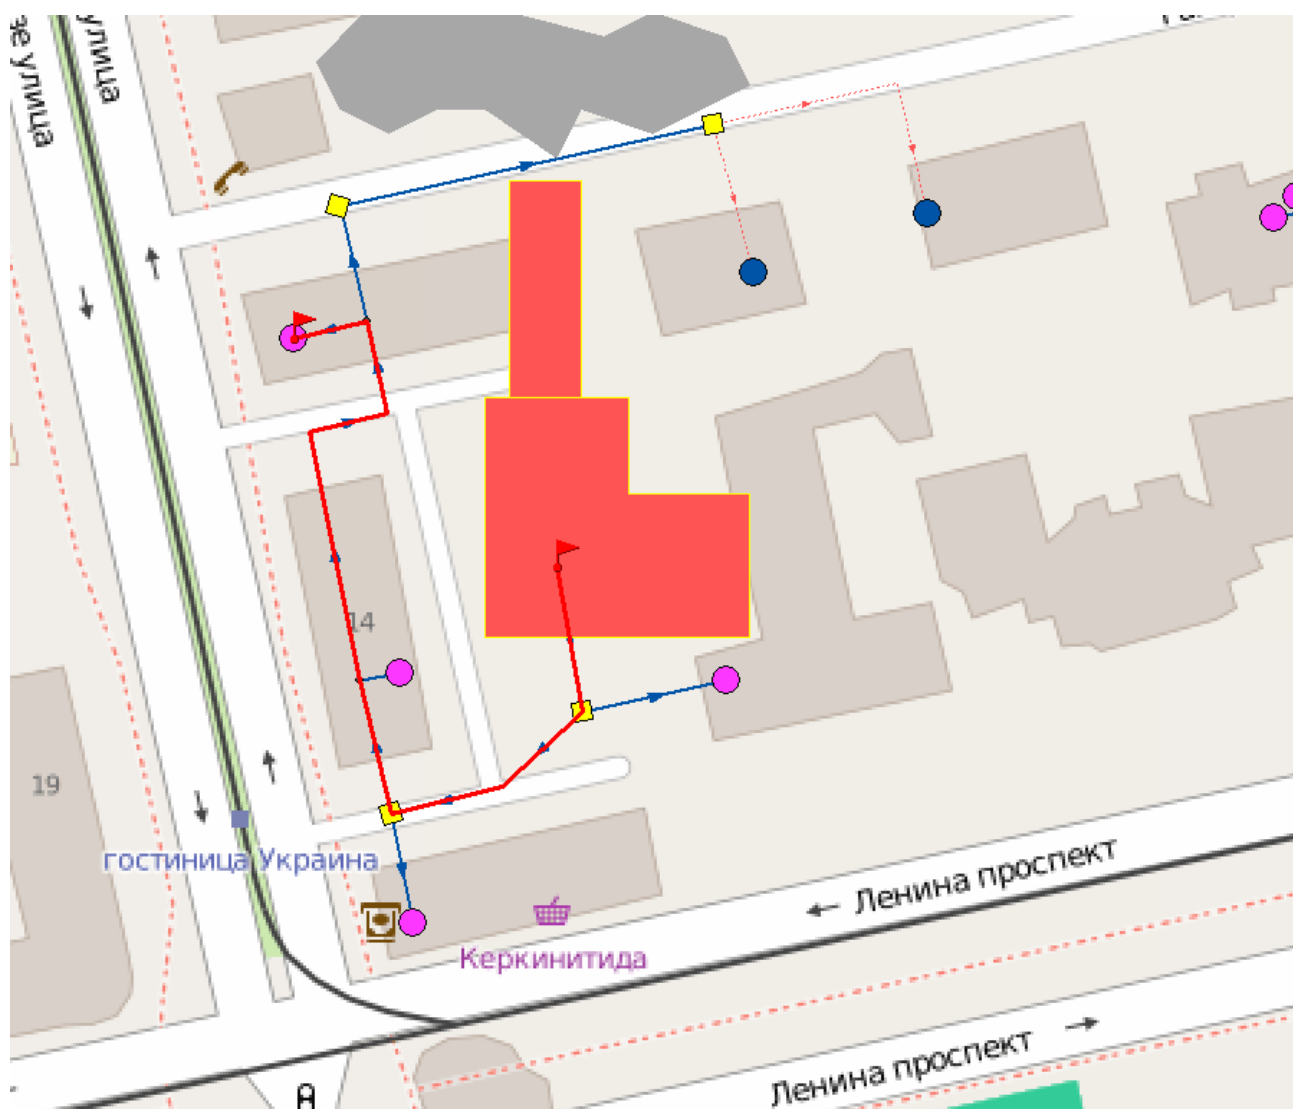 улица
улица
14
19
гостиница Украина
Ленина проспект
Керкинитида
Ленина проспект